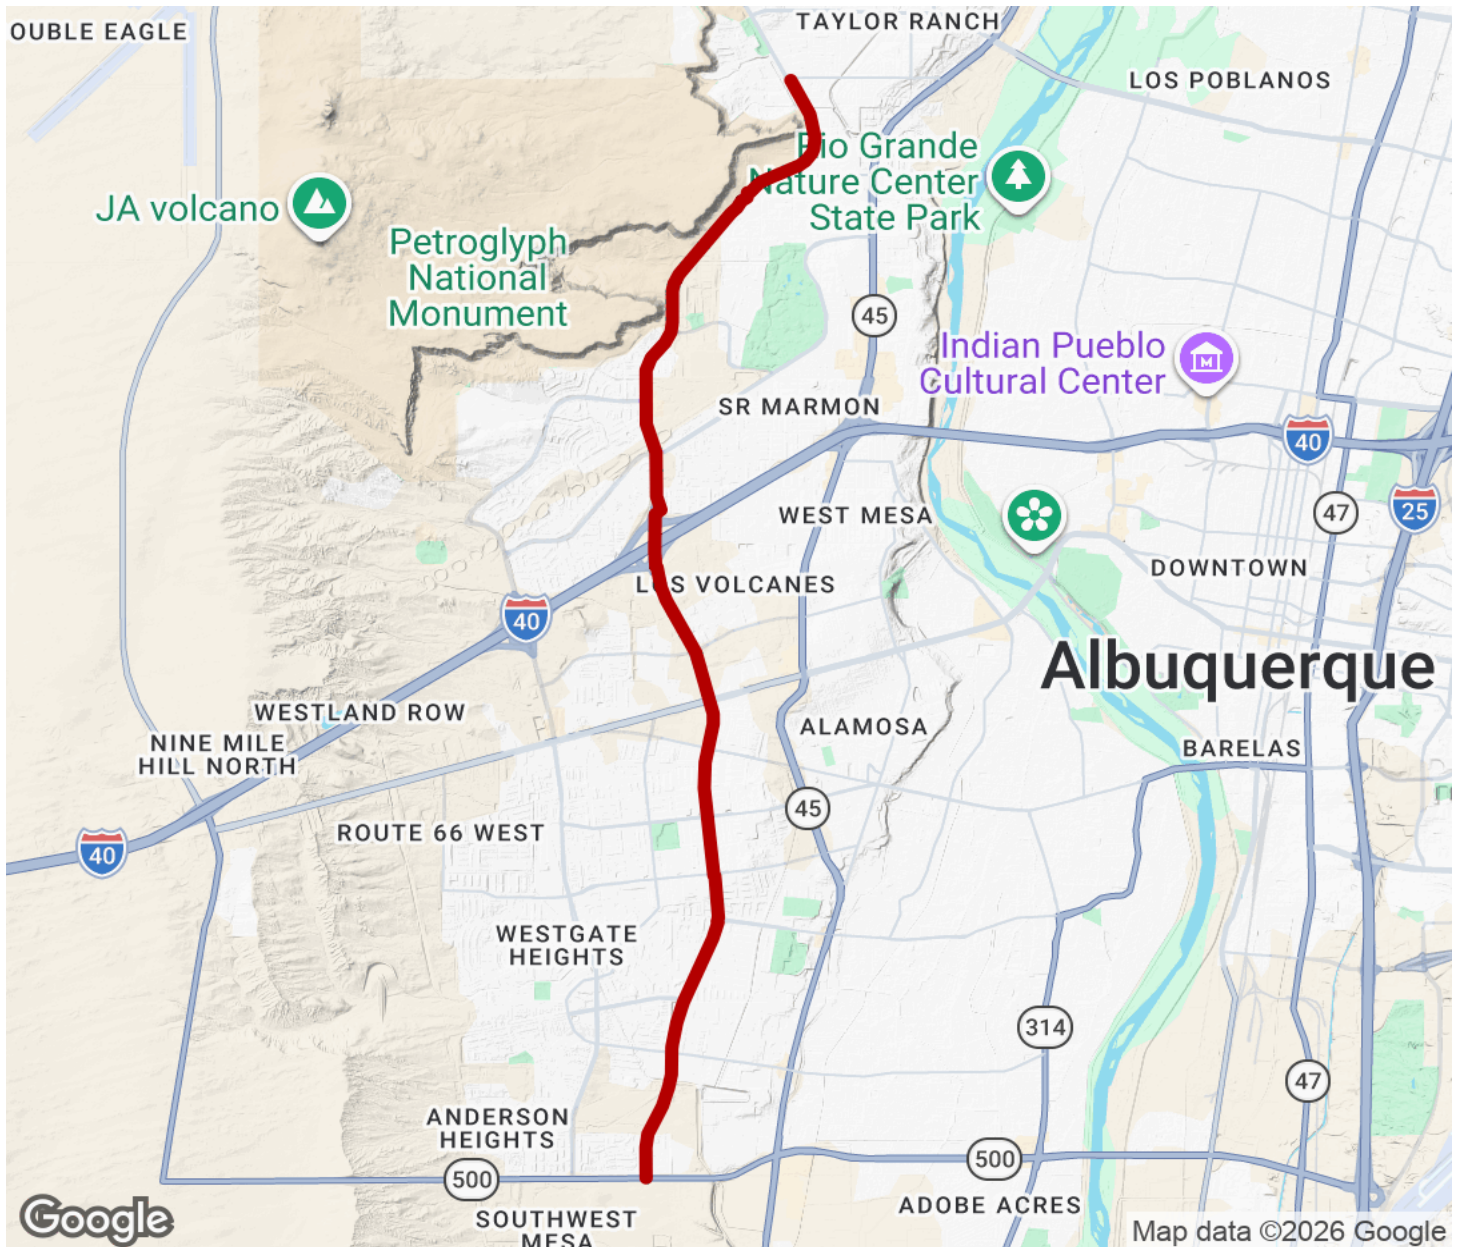 OUBLE EAGLE
TAYLOR RANCH
LOS POBLANOS
Rio Grande
Nature Center
State Park
JA volcano
Petroglyph
National
Monument
45
Indian Pueblo
Cultural Center
SR MARMON
40
47
25
WEST MESA
DOWNTOWN
LOS VOLCANES
40
Albuquerque
WESTLAND ROW
ALAMOSA
NINE MILE
HILL NORTH
BARELAS
45
ROUTE 66 WEST
40
WESTGATE
HEIGHTS
314
47
ANDERSON
HEIGHTS
500
500
ADOBE ACRES
SOUTHWEST
MESA
Google
Map data ©2026 Google